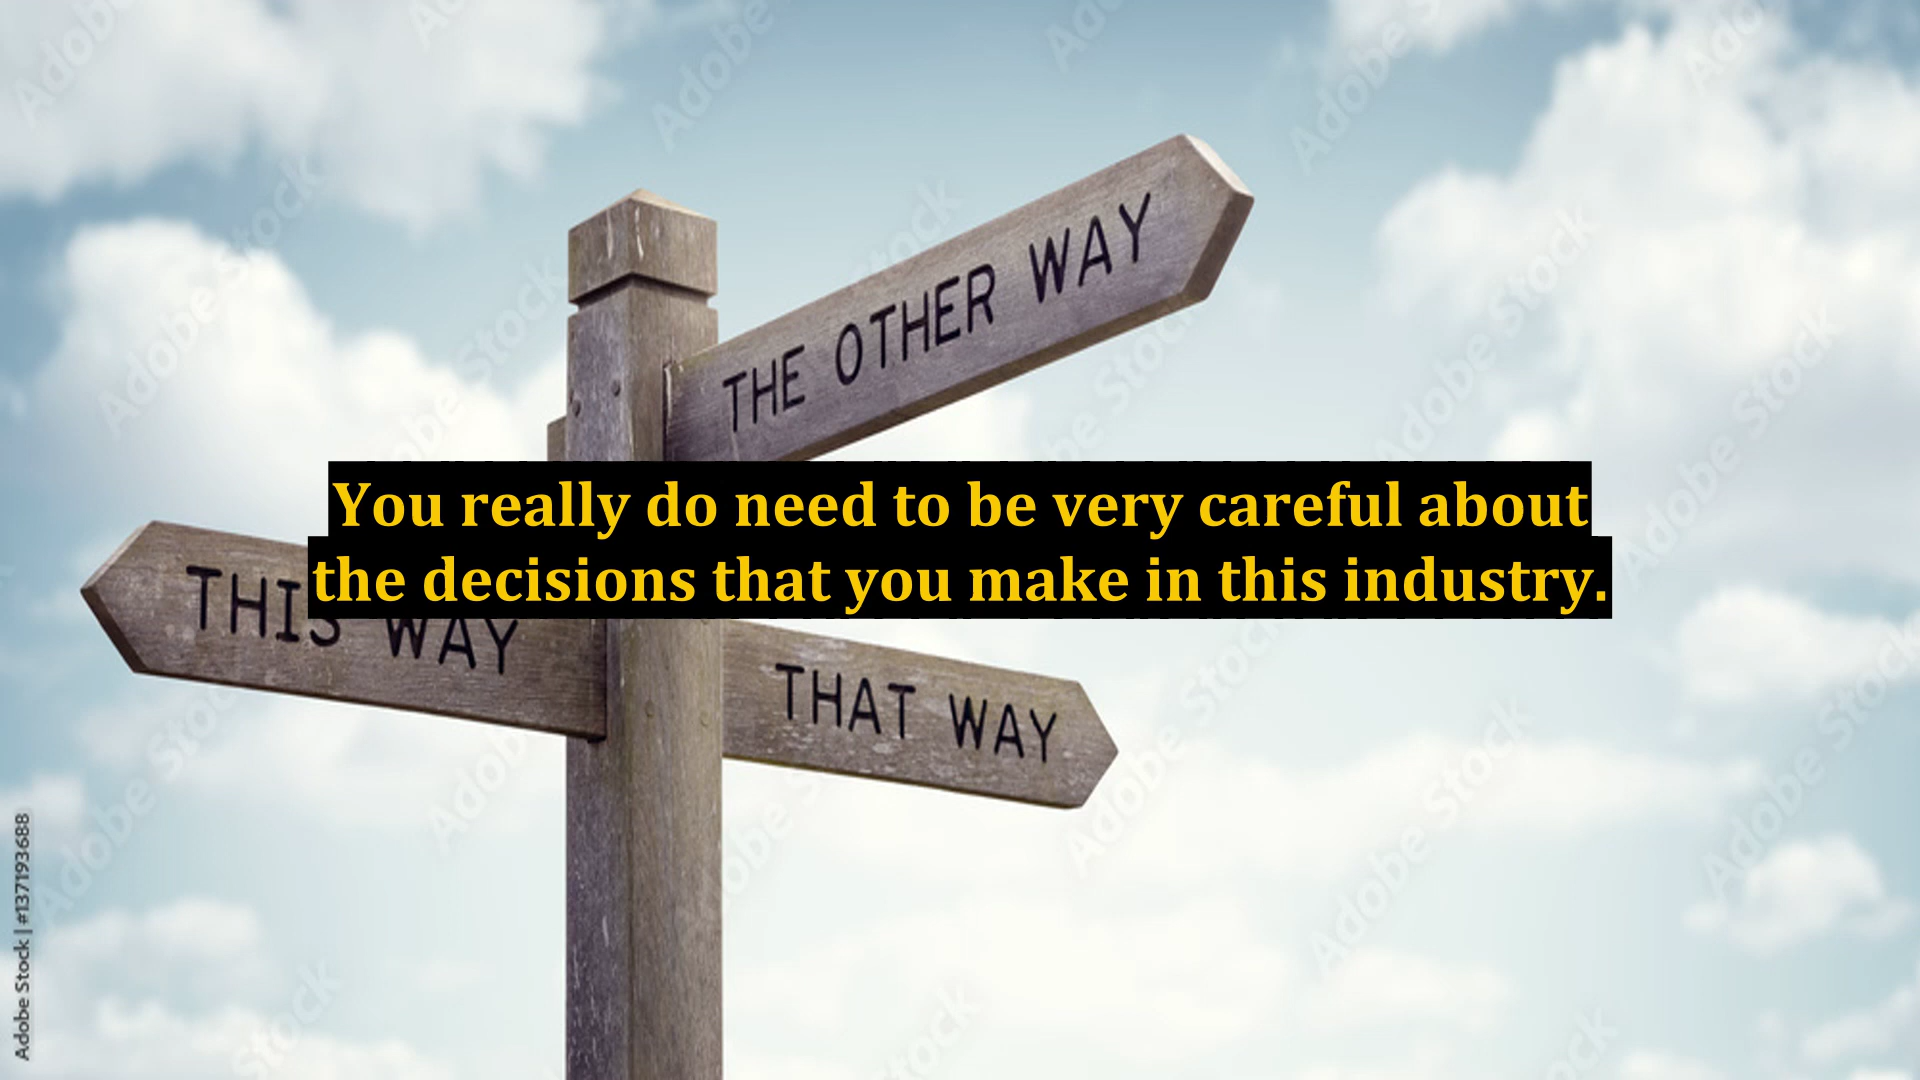 THE OTHER WAY
You really do need to be very careful about
the decisions that you make in this industry.
THIS WAY
THAT WAY
Adobe Stock | #1371193688